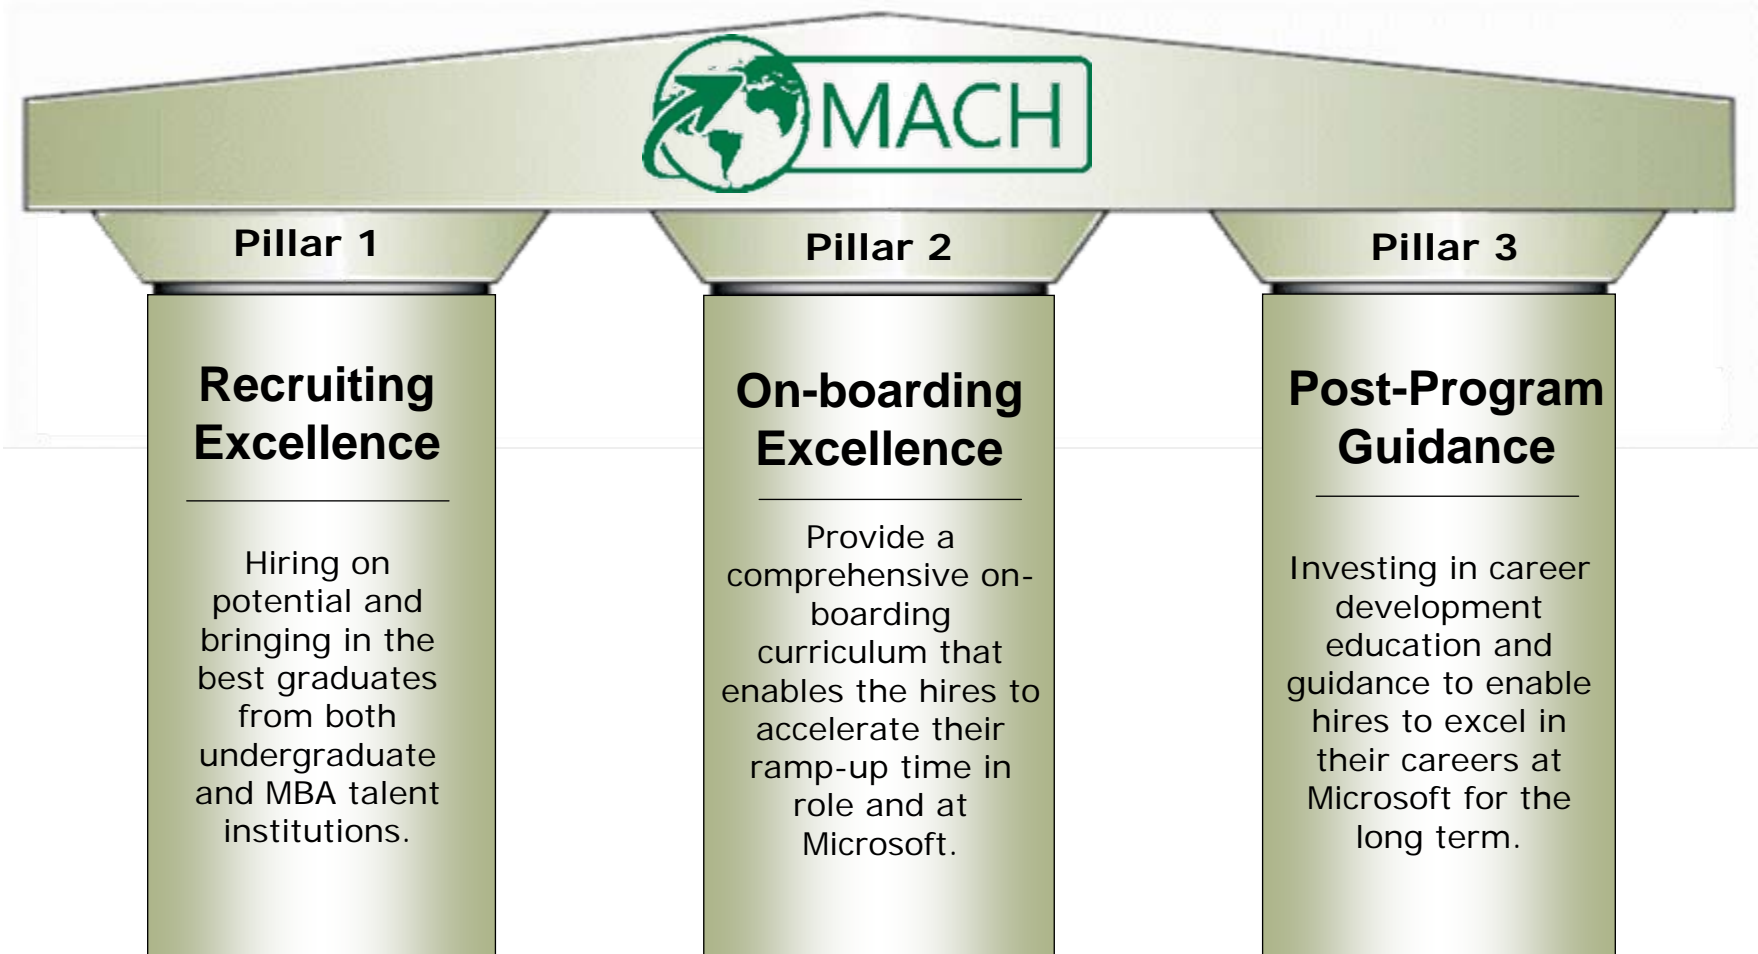 MACH
Pillar 1
Recruiting
Excellence
Hiring on
potential and
bringing in the
best graduates
from both
undergraduate
and MBA talent
institutions.
Pillar 2
On-boarding
Excellence
Provide a
comprehensive on-
boarding
curriculum that
enables the hires to
accelerate their
ramp-up time in
role and at
Microsoft.
Pillar 3
Post-Program
Guidance
Investing in career
development
education and
guidance to enable
hires to excel in
their careers at
Microsoft for the
long term.